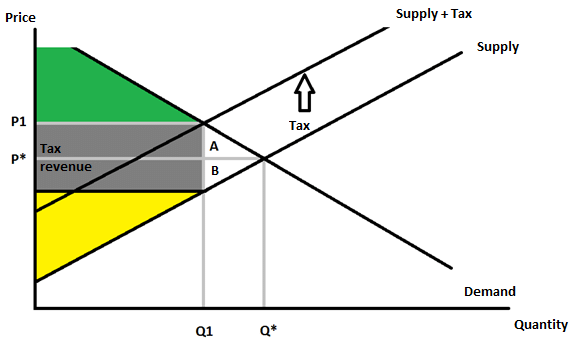 Price
Supply + Tax
Supply
Tax
P1
Tax
revenue
A
P*
B
Demand
Quantity
Q1
Q*